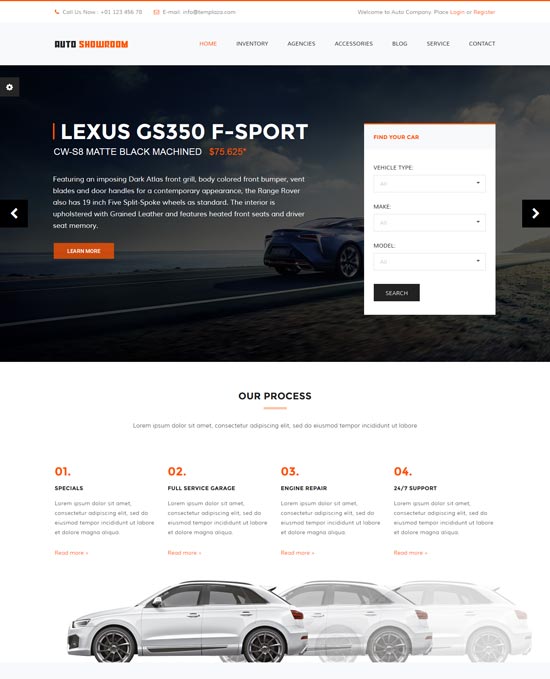 Call Us Now : +01 123 456 78 E-mail: info@templaza.com Welcome to Auto Company. Place Login or Register
AUTO SHOWROOM HOME INVENTORY AGENCIES ACCESSORIES BLOG SERVICE CONTACT
LEXUS GS350 F-SPORT
CW-S8 MATTE BLACK MACHINED $75.625*
Featuring an imposing Dark Atlas front grill, body colored front bumper, vent
blades and door handles for a contemporary appearance, the Range Rover
also has 19 inch Five Split-Spoke wheels as standard. The interior is
upholstered with Grained Leather and features heated front seats and driver
seat memory.
LEARN MORE
FIND YOUR CAR
VEHICLE TYPE:
All
MAKE:
All
MODEL:
All
SEARCH
OUR PROCESS
Lorem ipsum dolor sit amet, consectetur adipiscing elit, sed do eiusmod tempor incididunt ut labore
01.
SPECIALS
Lorem ipsum dolor sit amet,
consectetur adipiscing elit, sed do
eiusmod tempor incididunt ut labore
et dolore magna aliqua.
Read more »
02.
FULL SERVICE GARAGE
Lorem ipsum dolor sit amet,
consectetur adipiscing elit, sed do
eiusmod tempor incididunt ut labore
et dolore magna aliqua.
Read more »
03.
ENGINE REPAIR
Lorem ipsum dolor sit amet,
consectetur adipiscing elit, sed do
eiusmod tempor incididunt ut labore
et dolore magna aliqua.
Read more »
04.
24/7 SUPPORT
Lorem ipsum dolor sit amet,
consectetur adipiscing elit, sed do
eiusmod tempor incididunt ut labore
et dolore magna aliqua.
Read more »